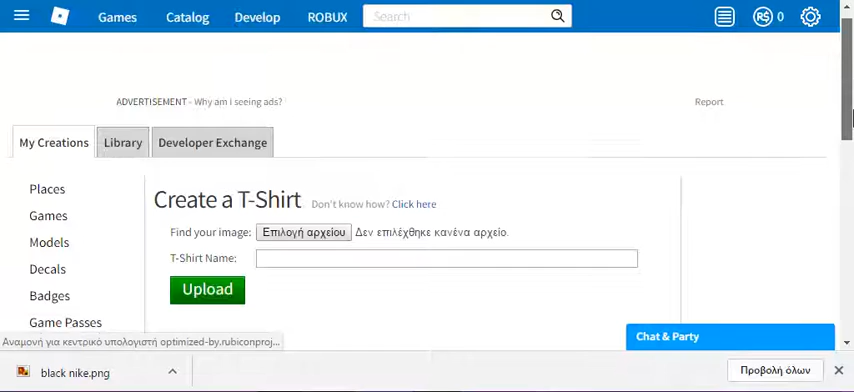 Games Catalog Develop ROBUX Search 0
ADVERTISEMENT - Why am I seeing ads? Report
My Creations Library Developer Exchange
Places
Create a T-Shirt Don't know how? Click here
Games
Find your image: Επιλογή αρχείου Δεν επιλέχθηκε κανένα αρχείο.
Models
T-Shirt Name:
Decals
Upload
Badges
Game Passes
Αναμονή για κεντρικό υπολογιστή optimized-by.rubiconproj...
Chat & Party
black nike.png
Προβολή όλων